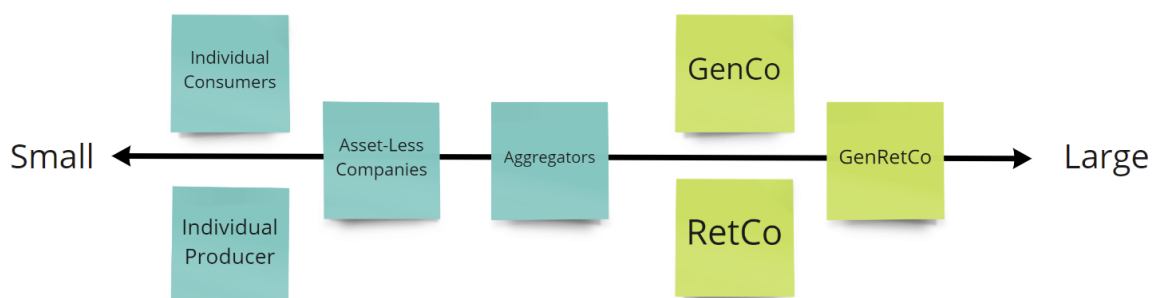 Small
Individual
Consumers
Individual
Producer
Asset-Less
Companies
Aggregators
GenCo
RetCo
GenRetCo
Large